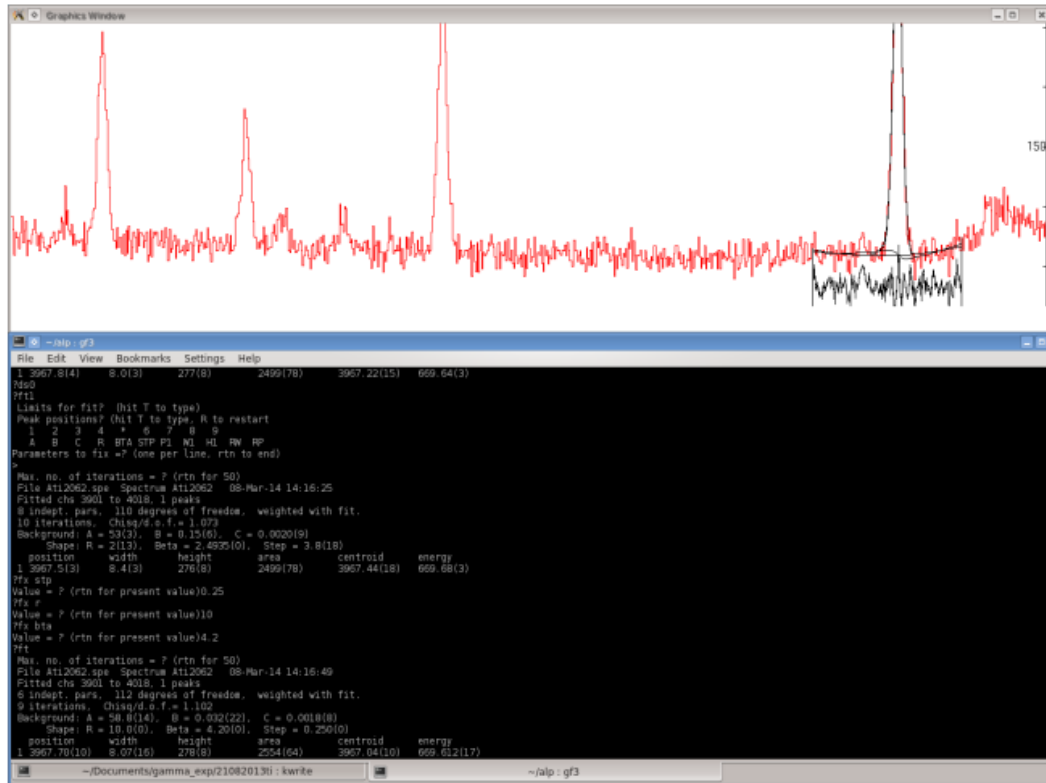 Graphics Window
150
~/alp : gf3
File Edit View Bookmarks Settings Help
1 3967.8(4) 8.0(3) 277(8) 2499(78) 3967.22(15) 669.64(3)
?ds0
?ft1
Limits for fit? (hit T to type)
Peak positions? (hit T to type, R to restart
1 2 3 4 * 6 7 8 9
A B C R BTA STP P1 W1 H1 RW RP
Parameters to fix =? (one per line, rtn to end)
>
Max. no. of iterations = ? (rtn for 50)
File Ati2062.spe Spectrum Ati2062 08-Mar-14 14:16:25
Fitted chs 3901 to 4018, 1 peaks
8 indept. pars, 110 degrees of freedom, weighted with fit.
10 iterations, Chisq/d.o.f.= 1.073
Background: A = 53(3), B = 0.15(6), C = 0.0020(9)
Shape: R = 2(13), Beta = 2.4935(0), Step = 3.8(18)
position width height area centroid energy
1 3967.5(3) 8.4(3) 276(8) 2499(78) 3967.44(18) 669.68(3)
?fx stp
Value = ? (rtn for present value)0.25
?fx r
Value = ? (rtn for present value)10
?fx bta
Value = ? (rtn for present value)4.2
?ft
Max. no. of iterations = ? (rtn for 50)
File Ati2062.spe Spectrum Ati2062 08-Mar-14 14:16:49
Fitted chs 3901 to 4018, 1 peaks
6 indept. pars, 112 degrees of freedom, weighted with fit.
9 iterations, Chisq/d.o.f.= 1.102
Background: A = 50.8(14), B = 0.032(22), C = 0.0018(8)
Shape: R = 10.0(0), Beta = 4.20(0), Step = 0.250(0)
position width height area centroid energy
1 3967.70(10) 8.07(16) 278(8) 2554(64) 3967.04(10) 669.612(17)
~/Documents/gamma_exp/21082013ti : kwrite
~/alp : gf3